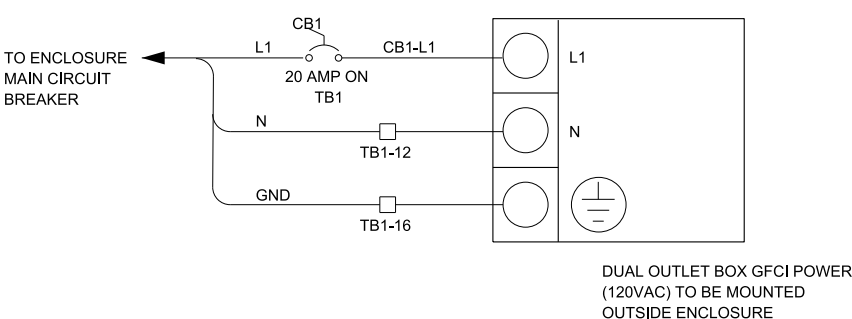 CB1
L1
CB1-L1
TO ENCLOSURE
MAIN CIRCUIT
BREAKER
20 AMP ON
TB1
L1
N
TB1-12
N
GND
TB1-16
DUAL OUTLET BOX GFCI POWER
(120VAC) TO BE MOUNTED
OUTSIDE ENCLOSURE